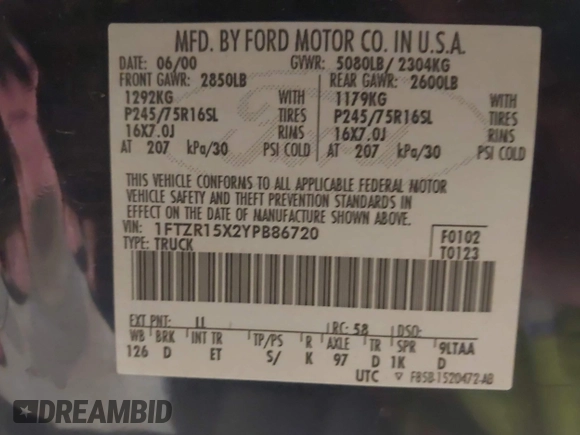 MFD. BY FORD MOTOR CO. IN U.S.A.
DATE: 06/00 GVWR: 5080LB/ 2304KG
FRONT GAWR: 2850LB REAR GAWR: 2600LB
1292KG WITH 1179KG WITH
P245/75R16SL TIRES P245/75R16SL TIRES
16X7.0J RIMS 16X7.0J RIMS
AT 207 kPa/30 PSI COLD AT 207 kPa/30 PSI COLD
THIS VEHICLE CONFORMS TO ALL APPLICABLE FEDERAL MOTOR
VEHICLE SAFETY AND THEFT PREVENTION STANDARDS IN
EFFECT ON THE DATE OF MANUFACTURE SHOWN ABOVE.
VIN: 1FTZR15X2YPB86720 F0102
TYPE: TRUCK T0123
EXT PNT: LL RC: 58 DSO:
WB BRK INT TR TP/PS R AXLE TR SPR 9LTAA
126 D ET S/ K 97 D 1K D
UTC ▽ F85B-1520472-AB
Ford
DREAMBID